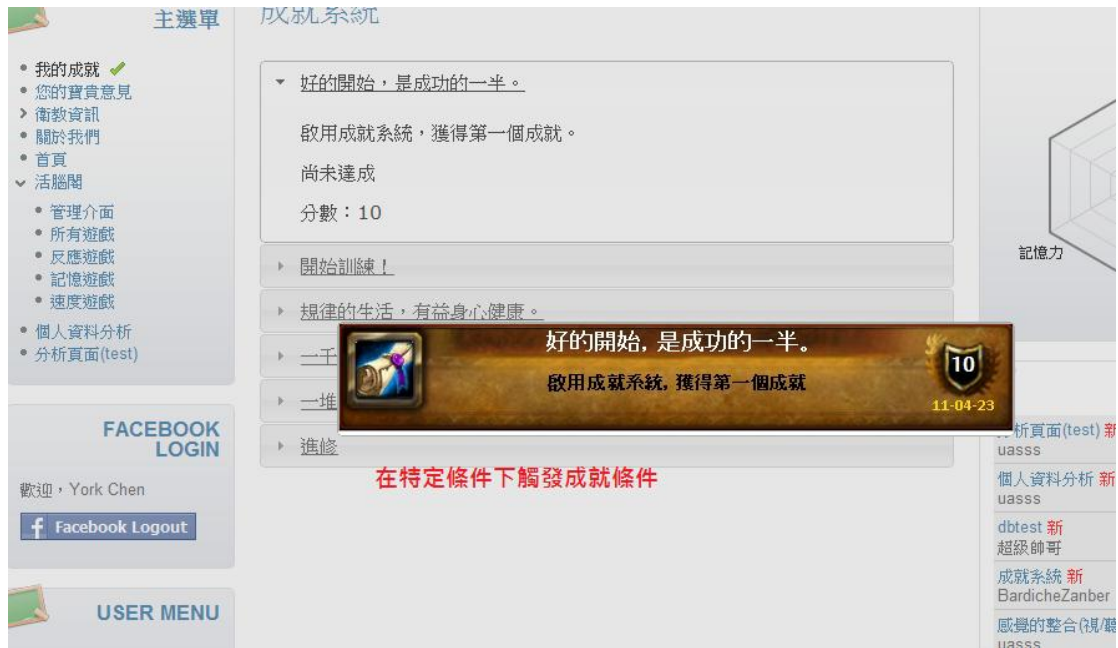 主選單
我的成就
您的寶貴意見
衛教資訊
關於我們
首頁
活腦閣
管理介面
所有遊戲
反應遊戲
記憶遊戲
速度遊戲
個人資料分析
分析頁面(test)
FACEBOOK
LOGIN
歡迎，York Chen
f Facebook Logout
USER MENU
成就系統
好的開始，是成功的一半。
啟用成就系統，獲得第一個成就。
尚未達成
分數：10
開始訓練！
規律的生活，有益身心健康。
一千
一堆
進修
好的開始, 是成功的一半。
啟用成就系統, 獲得第一個成就
10
11-04-23
在特定條件下觸發成就條件
記憶力
析頁面(test) 新
uasss
個人資料分析 新
uasss
dbtest 新
超級帥哥
成就系統 新
BardicheZanber
感覺的整合(視/聽
uasss